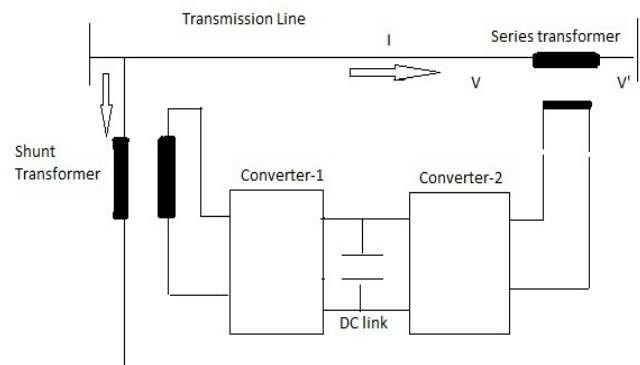 Transmission Line
I
Series transformer
V
V'
Shunt
Transformer
Converter-1
Converter-2
DC link